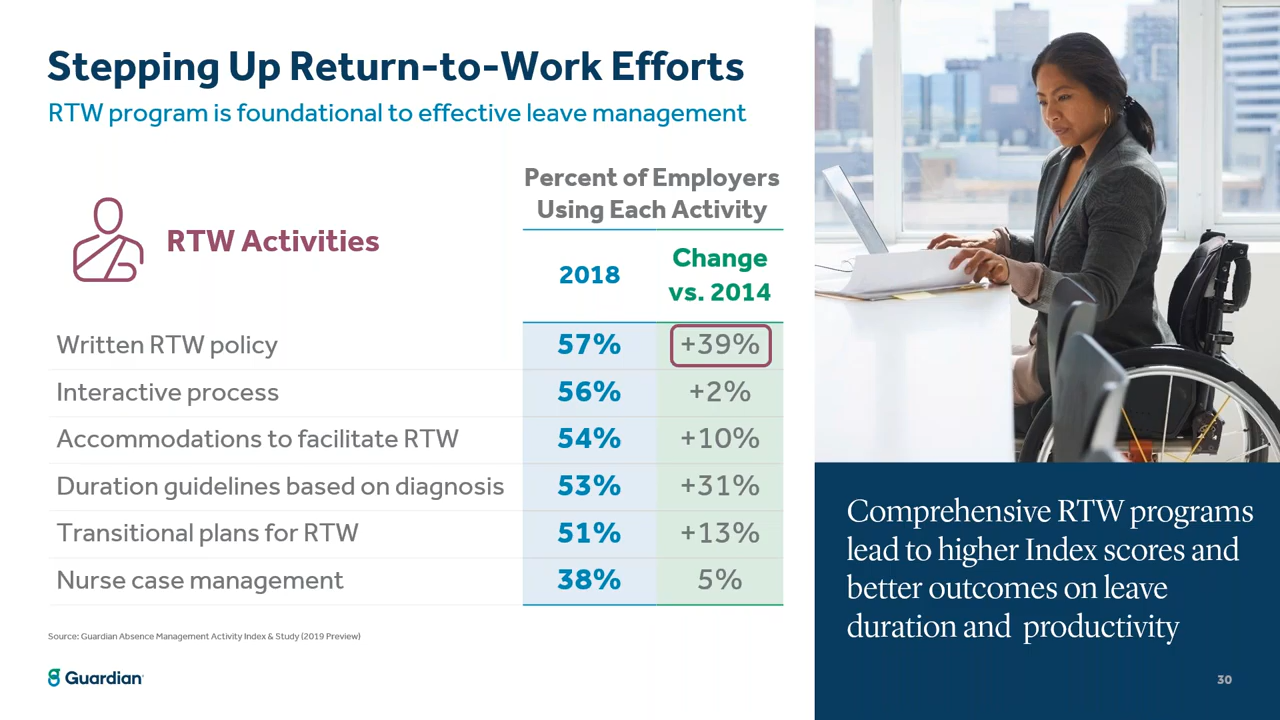 Stepping Up Return-to-Work Efforts
RTW program is foundational to effective leave management
Percent of Employers
Using Each Activity
RTW Activities
2018
Change
vs. 2014
Written RTW policy 57% +39%
Interactive process 56% +2%
Accommodations to facilitate RTW 54% +10%
Duration guidelines based on diagnosis 53% +31%
Transitional plans for RTW 51% +13%
Nurse case management 38% 5%
Source: Guardian Absence Management Activity Index & Study (2019 Preview)
Guardian
Comprehensive RTW programs
lead to higher Index scores and
better outcomes on leave
duration and productivity
30